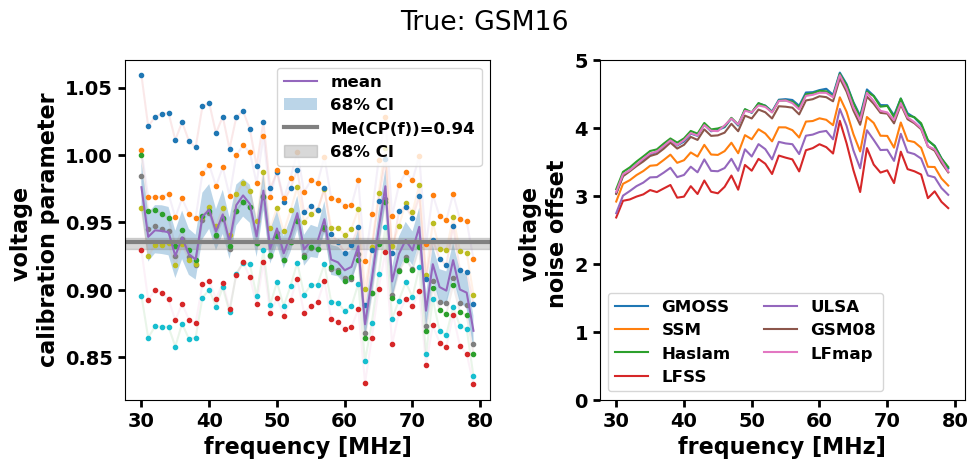 True: GSM16
voltage
calibration parameter
1.05
1.00
0.95
0.90
0.85
30 40 50 60 70 80
frequency [MHz]
mean
68% CI
Me(CP(f))=0.94
68% CI
voltage
noise offset
5
4
3
2
1
0
30 40 50 60 70 80
frequency [MHz]
GMOSS
SSM
Haslam
LFSS
ULSA
GSM08
LFmap